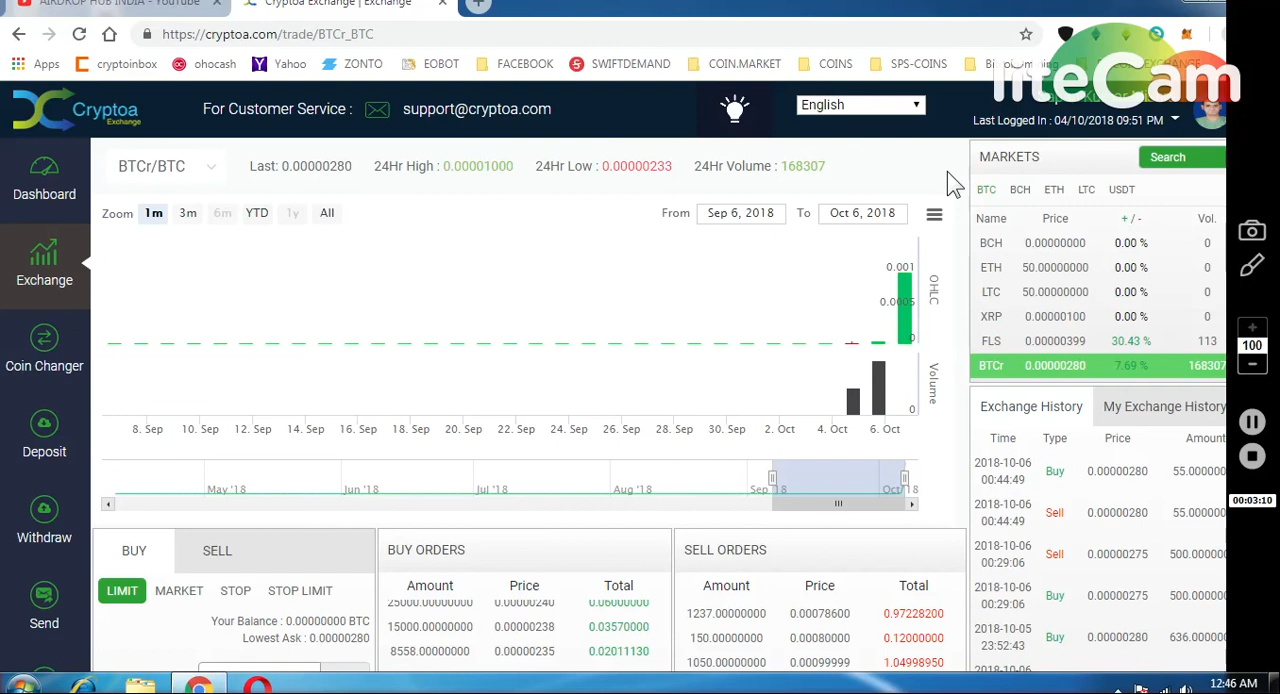 AIRDROP HUB INDIA - YouTube
Cryptoa Exchange | Exchange
https://cryptoa.com/trade/BTCr_BTC
Apps cryptoinbox ohocash Yahoo ZONTO EOBOT FACEBOOK SWIFTDEMAND COIN.MARKET COINS SPS-COINS
liteCam
Cryptoa
Exchange
For Customer Service : support@cryptoa.com
English
Last Logged In : 04/10/2018 09:51 PM
Dashboard
Exchange
Coin Changer
Deposit
Withdraw
Send
BTCr/BTC Last: 0.00000280 24Hr High : 0.00001000 24Hr Low : 0.00000233 24Hr Volume : 168307
Zoom 1m 3m 6m YTD 1y All From Sep 6, 2018 To Oct 6, 2018
0.001
0.0005
0
OHLC
Volume
0
8. Sep 10. Sep 12. Sep 14. Sep 16. Sep 18. Sep 20. Sep 22. Sep 24. Sep 26. Sep 28. Sep 30. Sep 2. Oct 4. Oct 6. Oct
May '18 Jun '18 Jul '18 Aug '18 Sep '18 Oct '18
MARKETS Search
BTC BCH ETH LTC USDT
Name Price + / - Vol.
BCH 0.00000000 0.00 % 0
ETH 50.00000000 0.00 % 0
LTC 50.00000000 0.00 % 0
XRP 0.00000100 0.00 % 0
FLS 0.00000399 30.43 % 113
BTCr 0.00000280 7.69 % 168307
Exchange History My Exchange History
Time Type Price Amount
2018-10-06
00:44:49 Buy 0.00000280 55.000000
2018-10-06
00:44:49 Sell 0.00000280 55.000000
2018-10-06
00:29:06 Sell 0.00000275 500.00000
2018-10-06
00:29:06 Buy 0.00000275 500.00000
2018-10-05
23:52:43 Buy 0.00000280 636.00000
2018-10-06
BUY SELL
LIMIT MARKET STOP STOP LIMIT
Your Balance : 0.00000000 BTC
Lowest Ask : 0.00000280
BUY ORDERS
Amount Price Total
25000.00000000 0.00000240 0.06000000
15000.00000000 0.00000238 0.03570000
8558.00000000 0.00000235 0.02011130
SELL ORDERS
Amount Price Total
1237.00000000 0.00078600 0.97228200
150.00000000 0.00080000 0.12000000
1050.00000000 0.00099999 1.04998950
100
00:03:10
12:46 AM